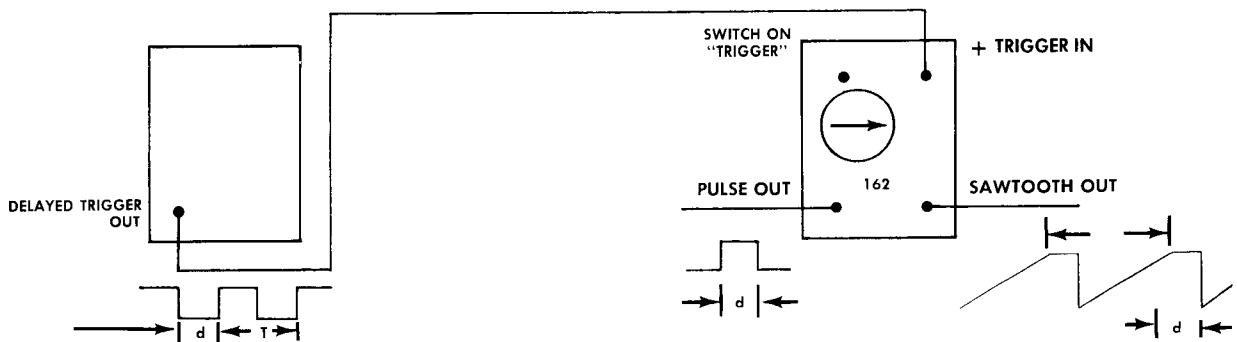 SWITCH ON
"TRIGGER"
+ TRIGGER IN
162
PULSE OUT
SAWTOOTH OUT
DELAYED TRIGGER
OUT
d
T
d
d